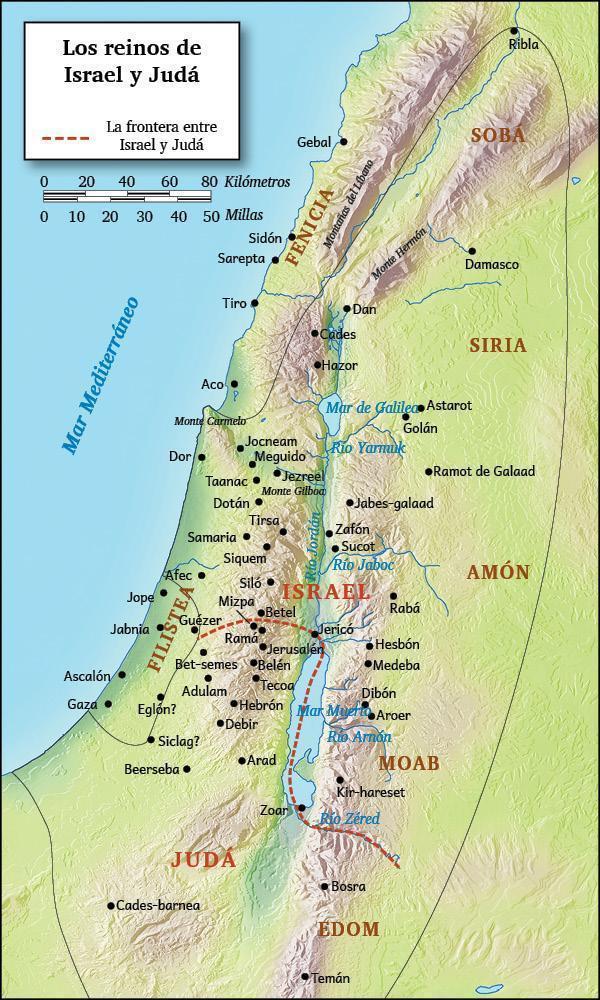 Los reinos de
Israel y Judá
La frontera entre
Israel y Judá
0 20 40 60 80 Kilómetros
0 10 20 30 40 50 Millas
Ribla
SOBÁ
Gebal
Montañas del Líbano
FENICIA
Sidón
Monte Hermón
Sarepta
Damasco
Tiro
Dan
Cades
SIRIA
Hazor
Mar Mediterráneo
Aco
Mar de Galilea
Astarot
Golán
Monte Carmelo
Jocneam
Río Yarmuk
Dor
Meguido
Jezreel
Ramot de Galaad
Taanac
Monte Gilboa
Dotán
Jabes-galaad
Tirsa
Zafón
Samaria
Sucot
Siquem
Río Jordán
Río Jaboc
Afec
AMÓN
Siló
ISRAEL
Jope
Mizpa
Rabá
Betel
FILISTEA
Guézer
Jabnia
Ramá
Jericó
Jerusalén
Hesbón
Bet-semes
Belén
Medeba
Ascalón
Adulam
Tecoa
Gaza
Eglón?
Hebrón
Dibón
Mar Muerto
Aroer
Debir
Río Arnón
Siclag?
Arad
MOAB
Beerseba
Kir-hareset
Zoar
Río Zéred
JUDÁ
Bosra
Cades-barnea
EDOM
Temán